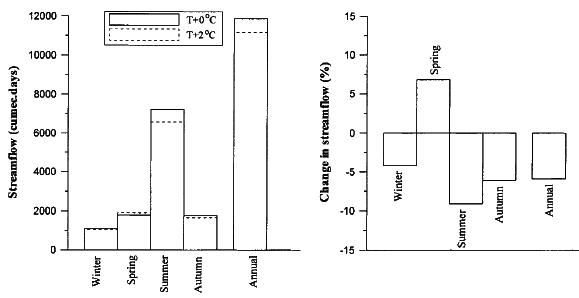 T+0°C
T+2°C
Streamflow (cumec.days)
12000
10000
8000
6000
4000
2000
0
Winter
Spring
Summer
Autumn
Annual
Change in streamflow (%)
15
10
5
0
-5
-10
-15
Winter
Spring
Summer
Autumn
Annual